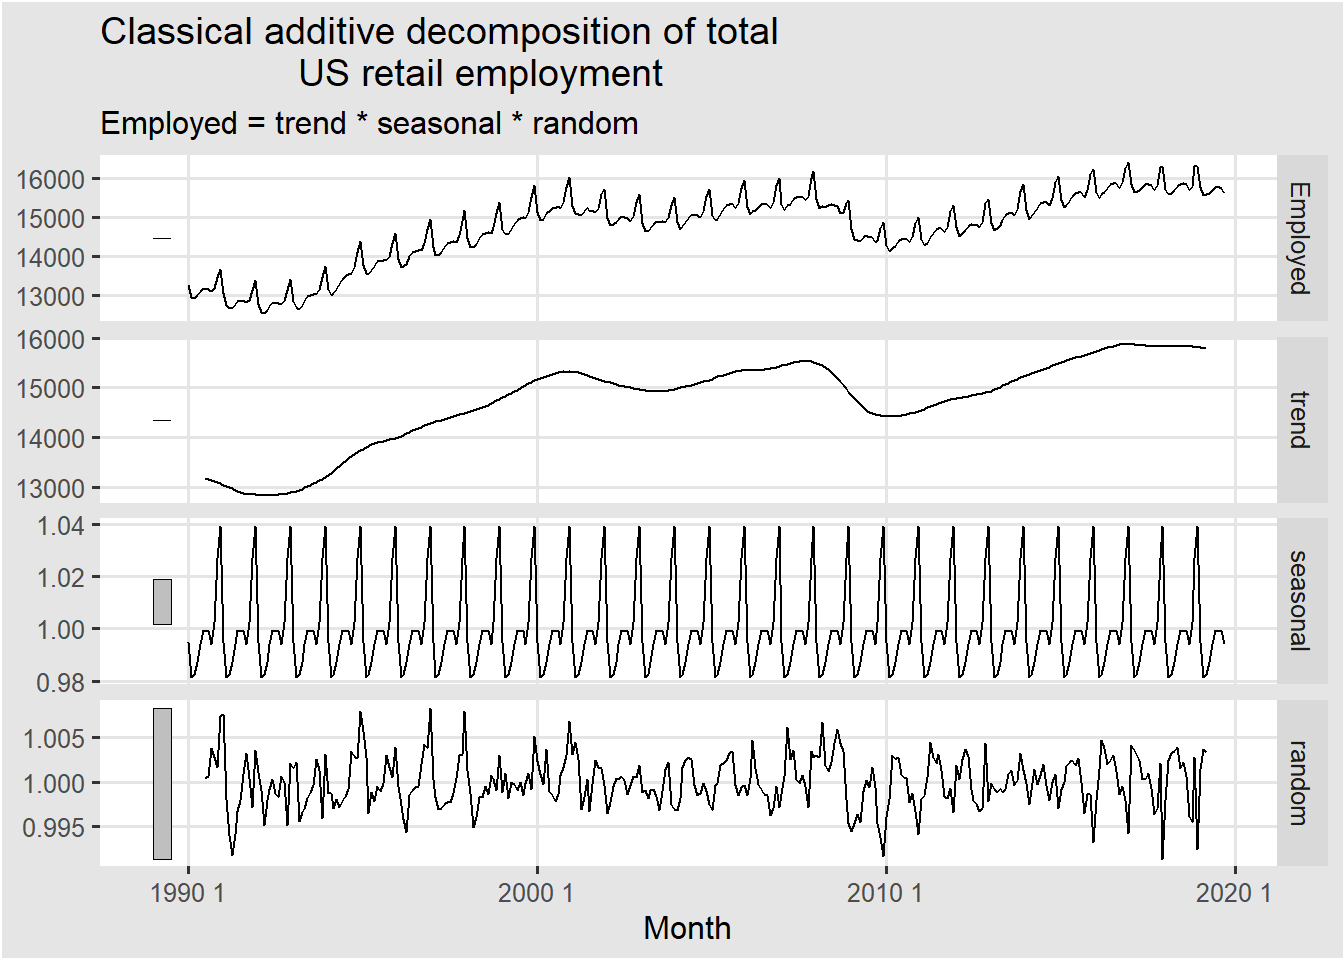 Classical additive decomposition of total
US retail employment
Employed = trend * seasonal * random
16000
15000
14000
13000
Employed
16000
15000
14000
13000
trend
1.04
1.02
1.00
0.98
seasonal
1.005
1.000
0.995
random
1990 1
2000 1
2010 1
2020 1
Month